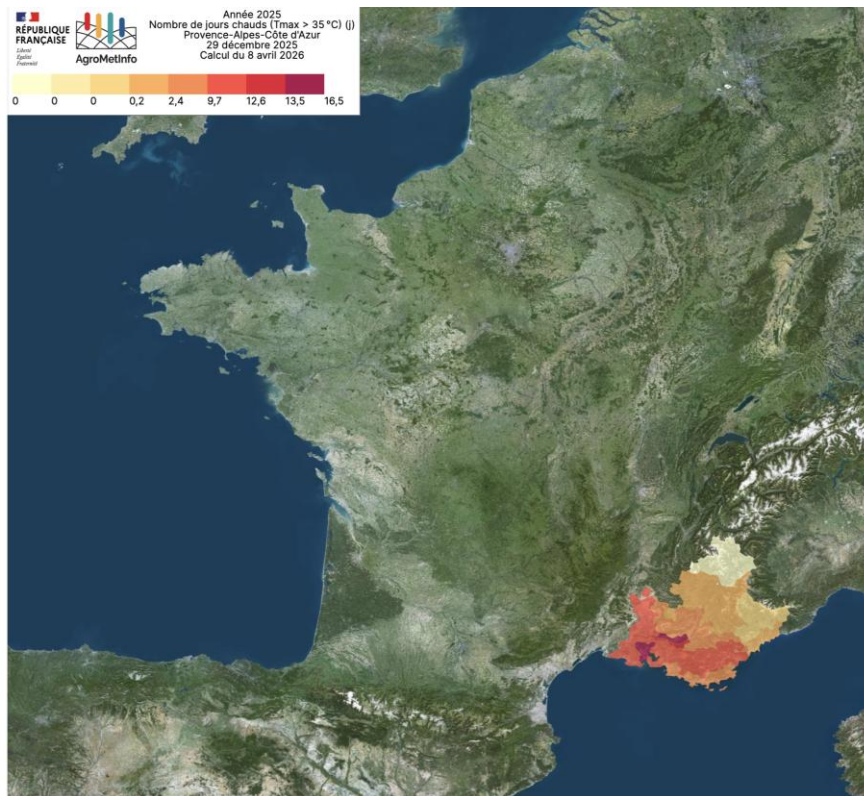 RÉPUBLIQUE
FRANÇAISE
Liberté
Égalité
Fraternité
AgroMetInfo
Année 2025
Nombre de jours chauds (Tmax > 35 °C) (j)
Provence-Alpes-Côte d'Azur
29 décembre 2025
Calcul du 8 avril 2026
0 0 0 0,2 2,4 9,7 12,6 13,5 16,5